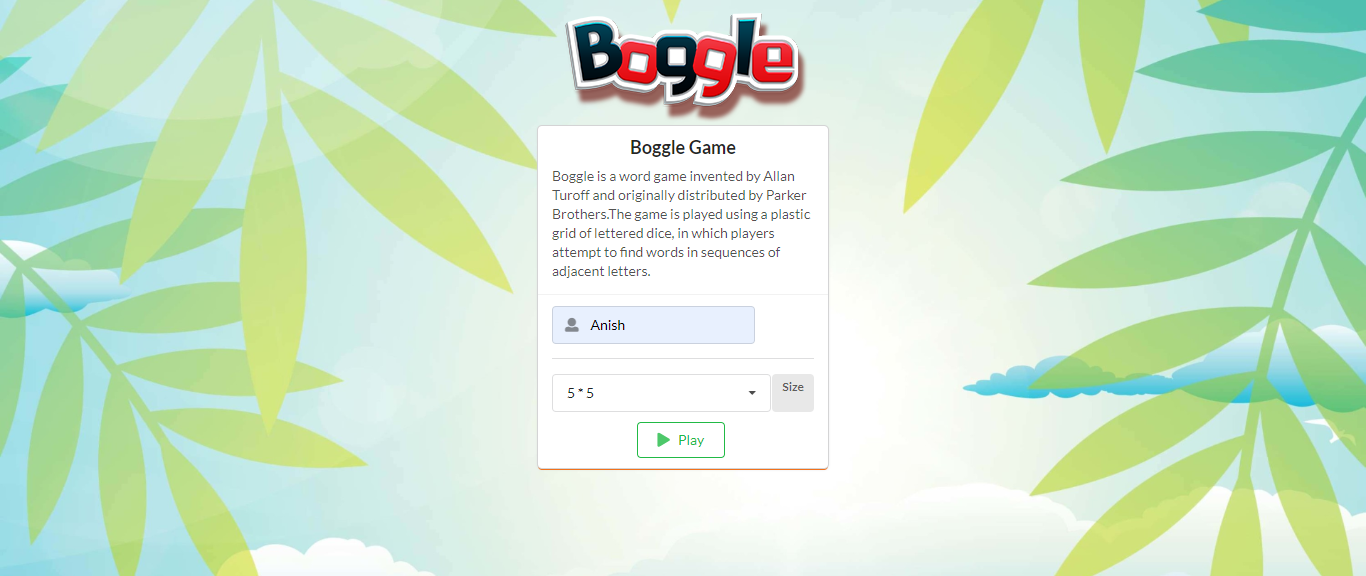 Boggle
Boggle Game
Boggle is a word game invented by Allan
Turoff and originally distributed by Parker
Brothers.The game is played using a plastic
grid of lettered dice, in which players
attempt to find words in sequences of
adjacent letters.
Anish
5 * 5
Size
Play